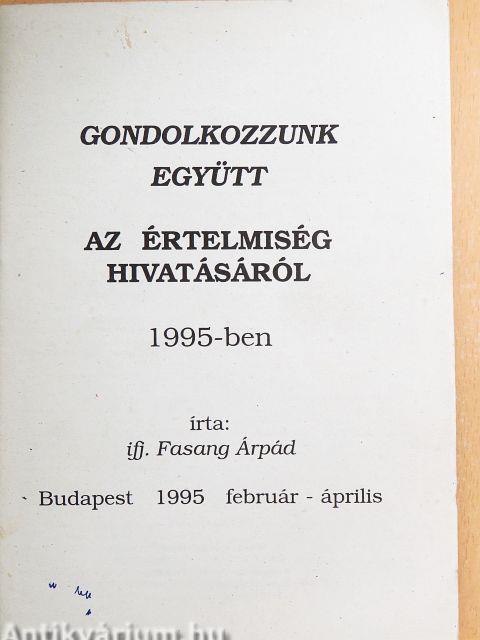 GONDOLKOZZUNK
EGYÜTT
AZ ÉRTELMISÉG
HIVATÁSÁRÓL
1995-ben
írta:
ifj. Fasang Árpád
Budapest 1995 február - április
Antikvárium.hu